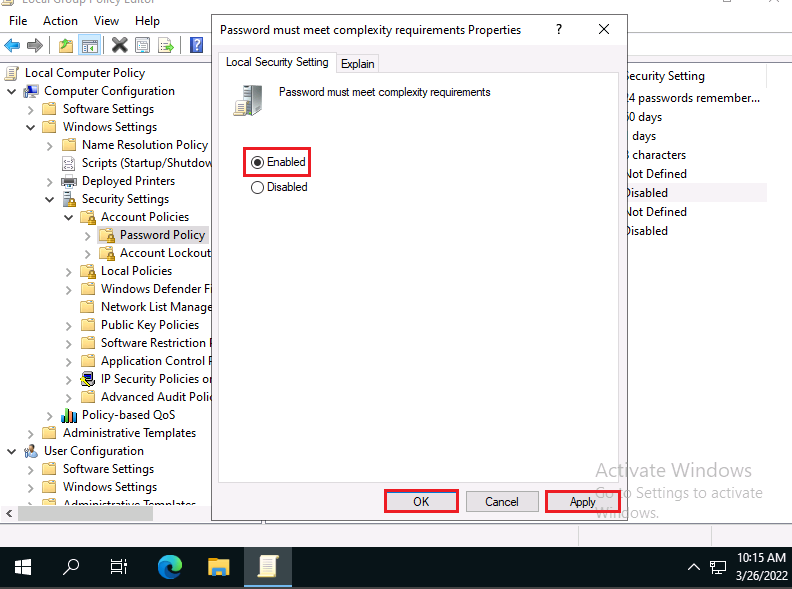 Local Group Policy Editor
File Action View Help
Local Computer Policy
Computer Configuration
Software Settings
Windows Settings
Name Resolution Policy
Scripts (Startup/Shutdow
Deployed Printers
Security Settings
Account Policies
Password Policy
Account Lockout
Local Policies
Windows Defender Fi
Network List Manage
Public Key Policies
Software Restriction
Application Control P
IP Security Policies o
Advanced Audit Poli
Policy-based QoS
Administrative Templates
User Configuration
Software Settings
Windows Settings
Administrative Templates
Password must meet complexity requirements Properties
?
Local Security Setting
Explain
Password must meet complexity requirements
Enabled
Disabled
OK
Cancel
Apply
ecurity Setting
24 passwords remember...
60 days
days
characters
Not Defined
Disabled
Not Defined
Disabled
Activate Windows
Go to Settings to activate
Windows.
10:15 AM
3/26/2022